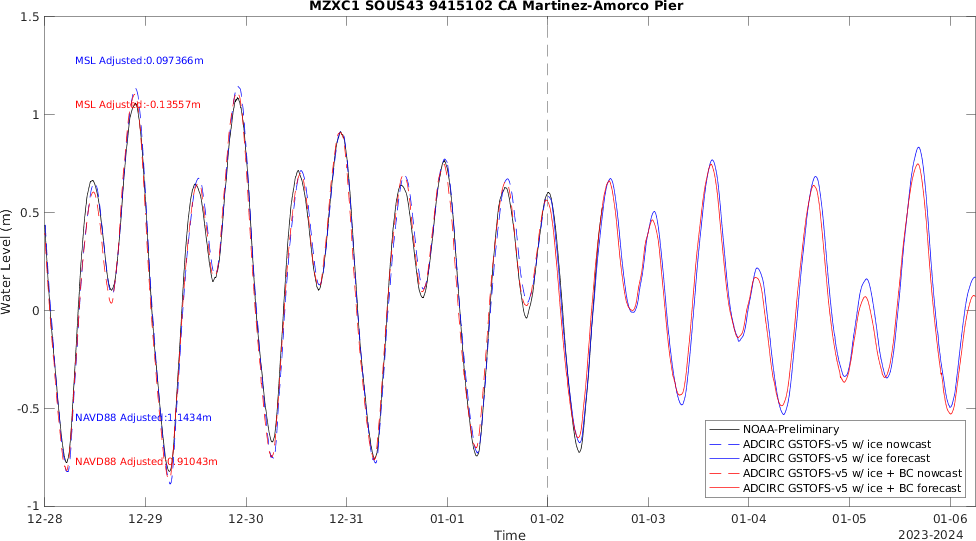 MZXC1 SOUS43 9415102 CA Martinez-Amorco Pier
1.5
MSL Adjusted:0.097366m
1
MSL Adjusted:-0.13557m
0.5
Water Level (m)
0
-0.5
NAVD88 Adjusted:1.1434m
NAVD88 Adjusted:0.91043m
-1
NOAA-Preliminary
ADCIRC GSTOFS-v5 w/ ice nowcast
ADCIRC GSTOFS-v5 w/ ice forecast
ADCIRC GSTOFS-v5 w/ ice + BC nowcast
ADCIRC GSTOFS-v5 w/ ice + BC forecast
12-28 12-29 12-30 12-31 01-01 01-02 01-03 01-04 01-05 01-06
Time
2023-2024